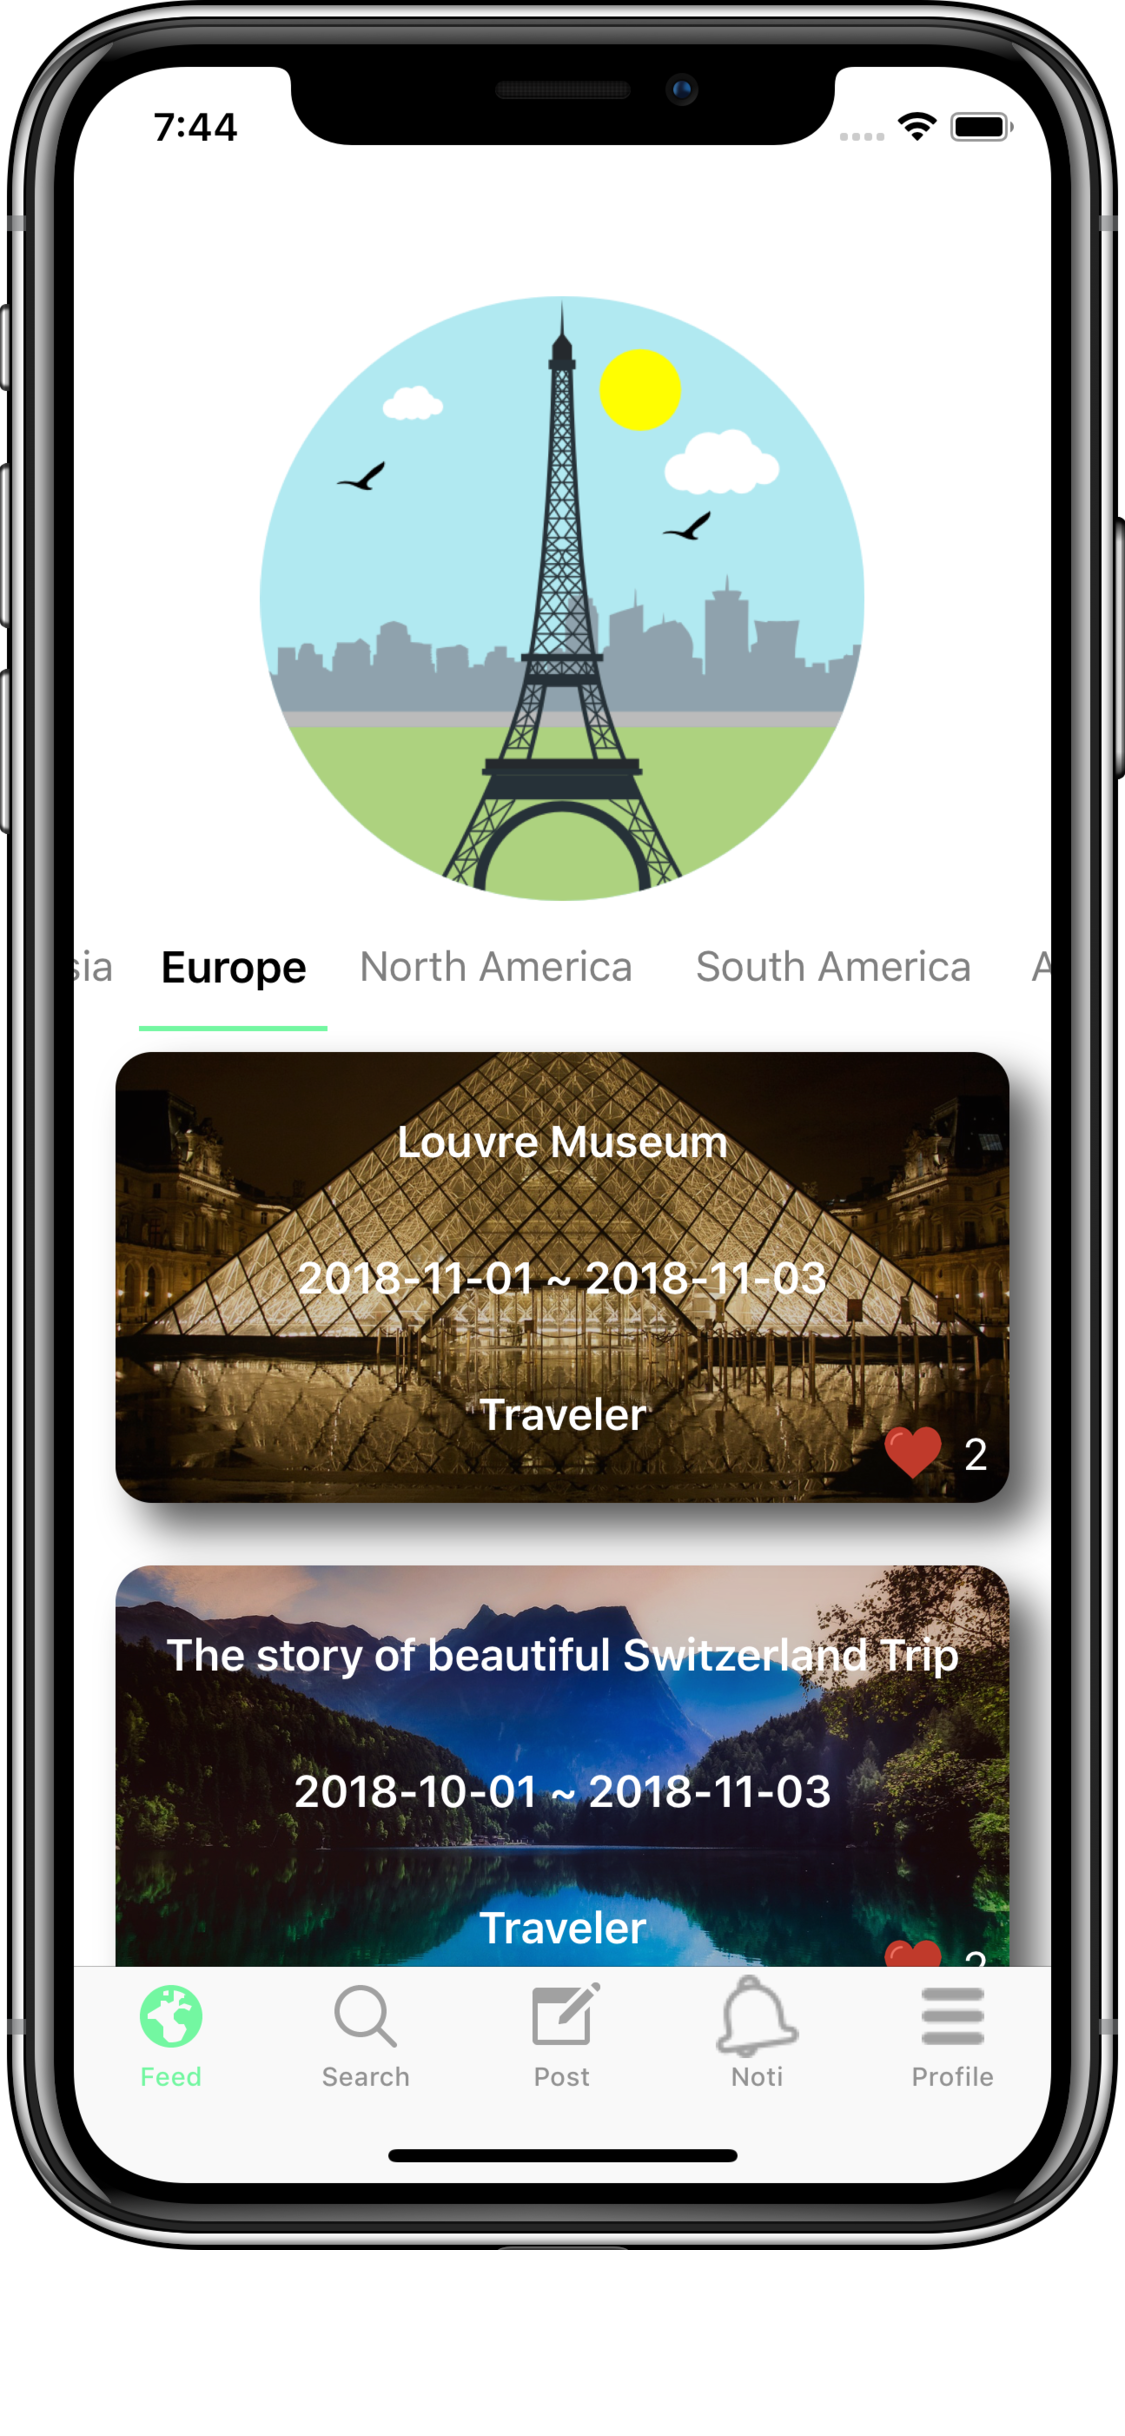 7:44
sia Europe North America South America A
Louvre Museum
2018-11-01 ~ 2018-11-03
Traveler
2
The story of beautiful Switzerland Trip
2018-10-01 ~ 2018-11-03
Traveler
2
Feed Search Post Noti Profile